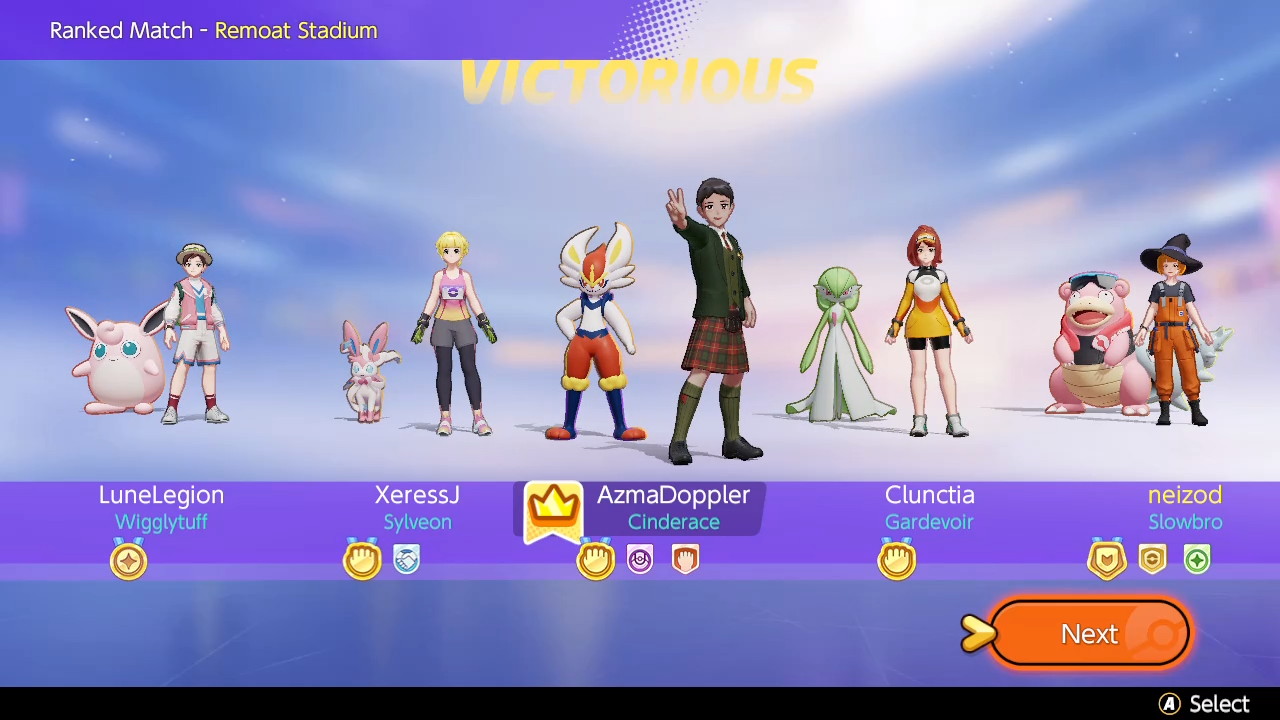 Ranked Match - Remoat Stadium
VICTORIOUS
LuneLegion
Wigglytuff
XeressJ
Sylveon
AzmaDoppler
Cinderace
Clunctia
Gardevoir
neizod
Slowbro
Next
A Select